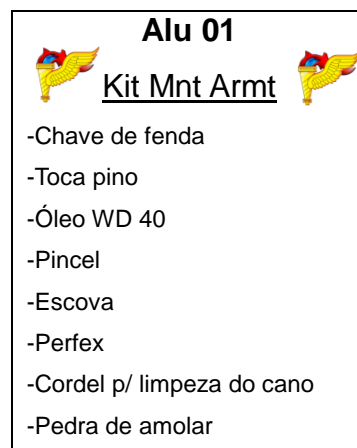 Alu 01
Kit Mnt Armt
-Chave de fenda
-Toca pino
-Óleo WD 40
-Pincel
-Escova
-Perfex
-Cordel p/ limpeza do cano
-Pedra de amolar